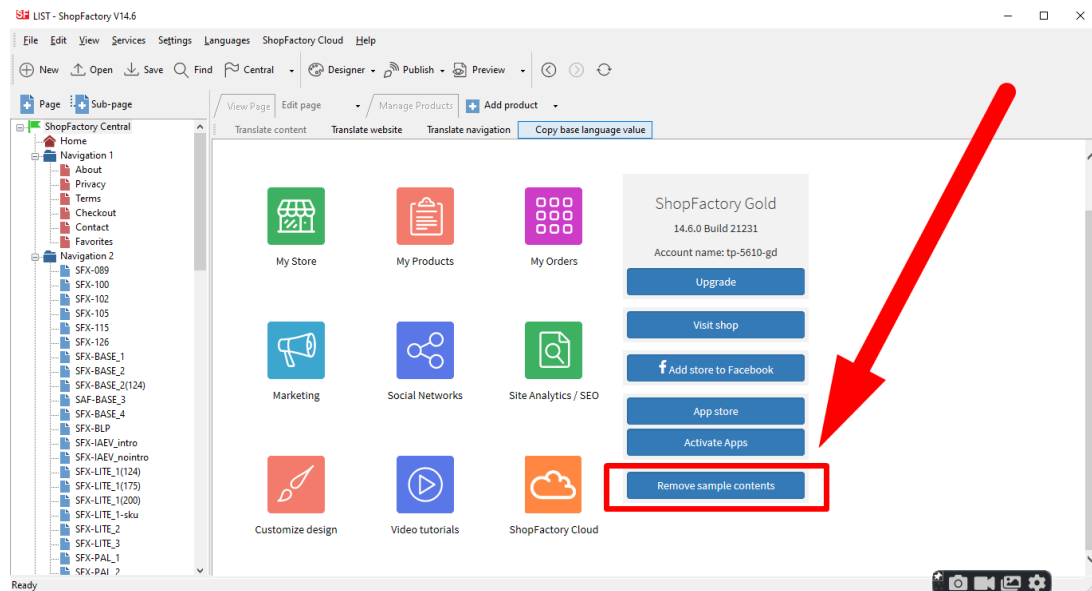 SF LIST - ShopFactory V14.6
File Edit View Services Settings Languages ShopFactory Cloud Help
New Open Save Find Central Designer Publish Preview
Page Sub-page View Page Edit page Manage Products Add product
Translate content Translate website Translate navigation Copy base language value
ShopFactory Central
Home
Navigation 1
About
Privacy
Terms
Checkout
Contact
Favorites
Navigation 2
SFX-089
SFX-100
SFX-102
SFX-105
SFX-115
SFX-126
SFX-BASE_1
SFX-BASE_2
SFX-BASE_2(124)
SAF-BASE_3
SFX-BASE_4
SFX-BLP
SFX-IAEV_intro
SFX-IAEV_nointro
SFX-LITE_1(124)
SFX-LITE_1(175)
SFX-LITE_1(200)
SFX-LITE_1-sku
SFX-LITE_2
SFX-LITE_3
SFX-PAL_1
SFX-PAL_2
My Store My Products My Orders
Marketing Social Networks Site Analytics / SEO
Customize design Video tutorials ShopFactory Cloud
ShopFactory Gold
14.6.0 Build 21231
Account name: tp-5610-gd
Upgrade
Visit shop
Add store to Facebook
App store
Activate Apps
Remove sample contents
Ready